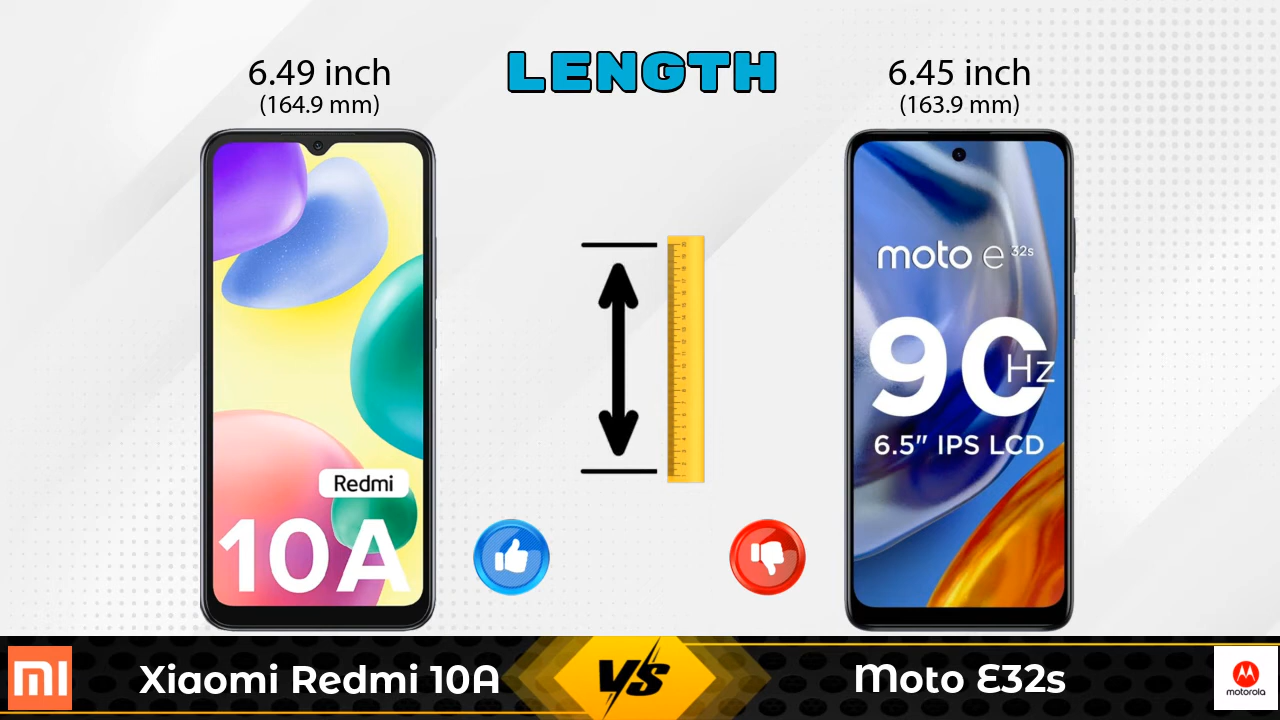 LENGTH
6.49 inch
(164.9 mm)
6.45 inch
(163.9 mm)
moto e 32s
90Hz
6.5" IPS LCD
Redmi
10A
Xiaomi Redmi 10A
VS
Moto E32s
motorola